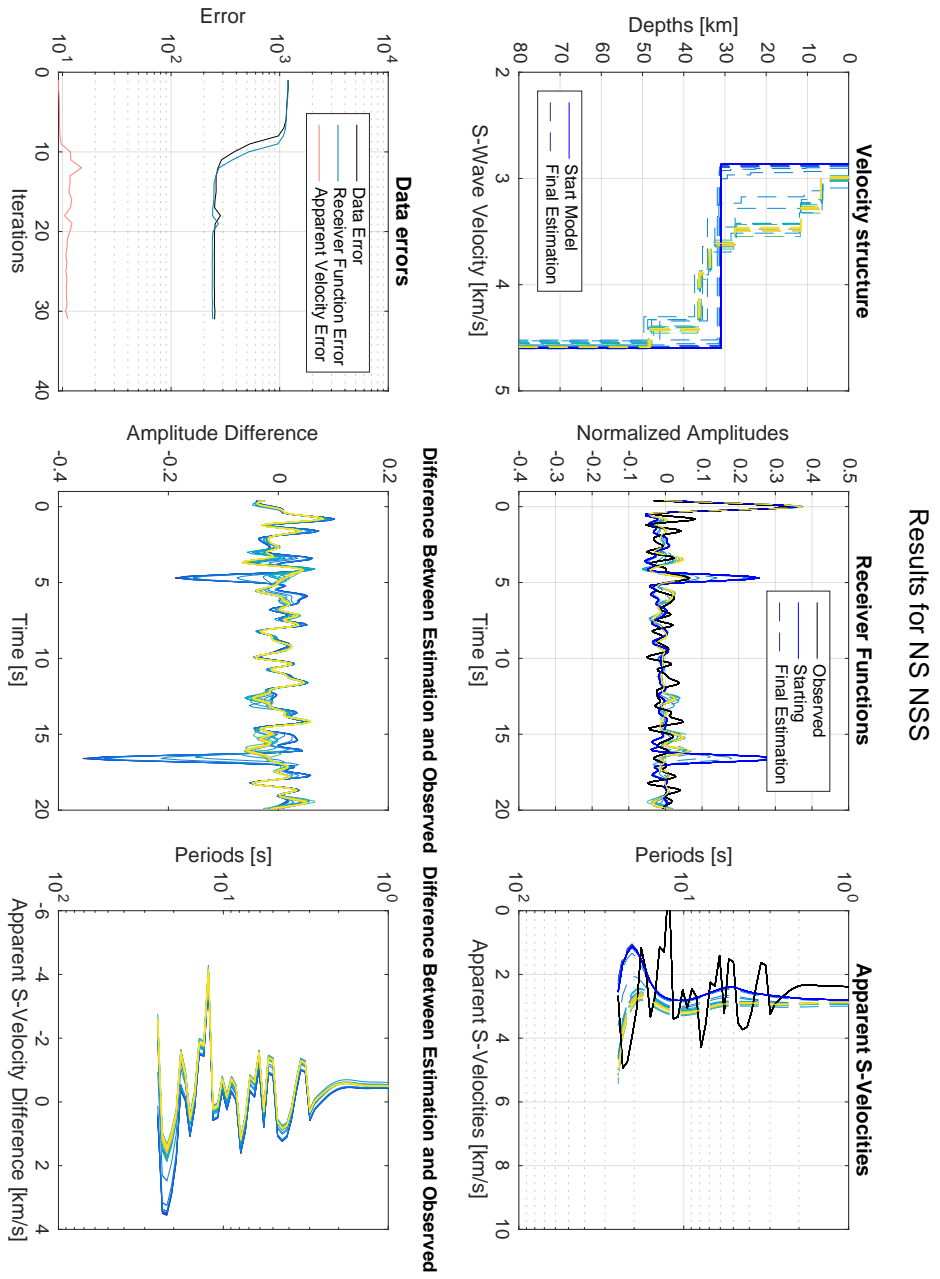 Results for NS NSS
Velocity structure
Depths [km]
0
10
20
30
40
50
60
70
80
2
3
4
5
S-Wave Velocity [km/s]
Start Model
Final Estimation
Receiver Functions
Normalized Amplitudes
0.5
0.4
0.3
0.2
0.1
0
-0.1
-0.2
-0.3
-0.4
0
5
10
15
20
Time [s]
Observed
Starting
Final Estimation
Apparent S-Velocities
Periods [s]
10^0
10^1
10^2
0
2
4
6
8
10
Apparent S-Velocities [km/s]
Data errors
Error
10^4
10^3
10^2
10^1
0
10
20
30
40
Iterations
Data Error
Receiver Function Error
Apparent Velocity Error
Difference Between Estimation and Observed
Amplitude Difference
0.2
0
-0.2
-0.4
0
5
10
15
20
Time [s]
Difference Between Estimation and Observed
Periods [s]
10^0
10^1
10^2
-6
-4
-2
0
2
4
Apparent S-Velocity Difference [km/s]